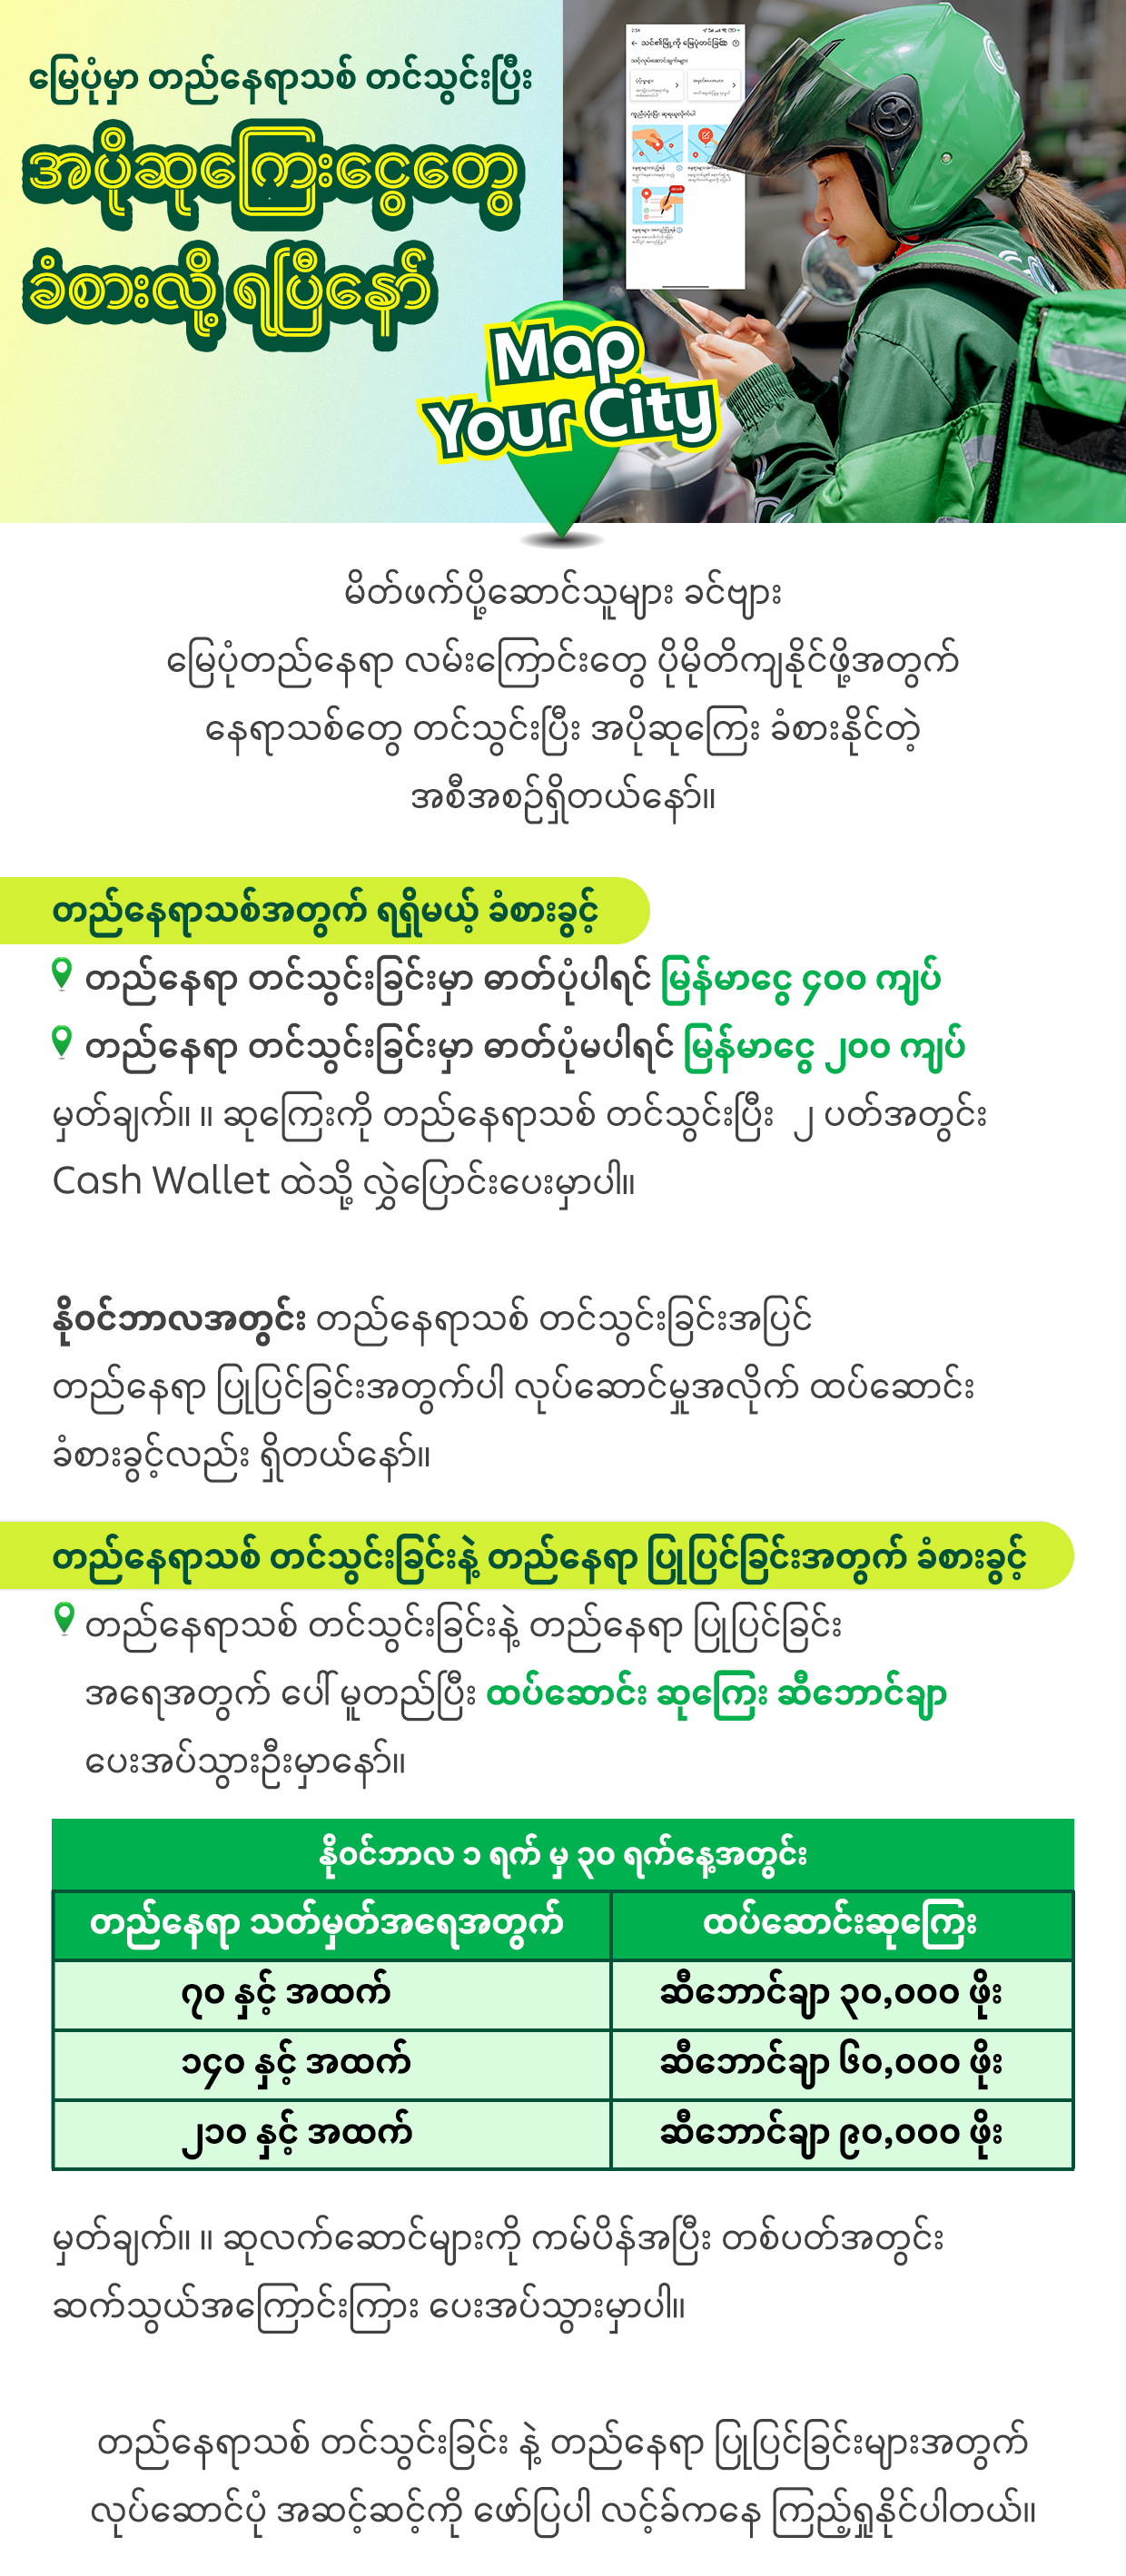 မြေပုံမှာ တည်နေရာသစ် တင်သွင်းပြီး
အပိုဆုကြေးငွေတွေ
ခံစားလို့ ရပြီနော်
2:54
သင်၏မြို့ကို မြေပုံတင်ခြင်း
Map
Your City
မိတ်ဖက်ပို့ဆောင်သူများ ခင်ဗျား
မြေပုံတည်နေရာ လမ်းကြောင်းတွေ ပိုမိုတိကျနိုင်ဖို့အတွက်
နေရာသစ်တွေ တင်သွင်းပြီး အပိုဆုကြေး ခံစားနိုင်တဲ့
အစီအစဉ်ရှိတယ်နော်။
တည်နေရာသစ်အတွက် ရရှိမယ့် ခံစားခွင့်
တည်နေရာ တင်သွင်းခြင်းမှာ ဓာတ်ပုံပါရင် မြန်မာငွေ ၄၀၀ ကျပ်
တည်နေရာ တင်သွင်းခြင်းမှာ ဓာတ်ပုံမပါရင် မြန်မာငွေ ၂၀၀ ကျပ်
မှတ်ချက်။ ။ ဆုကြေးကို တည်နေရာသစ် တင်သွင်းပြီး ၂ ပတ်အတွင်း
Cash Wallet ထဲသို့ လွှဲပြောင်းပေးမှာပါ။
နိုဝင်ဘာလအတွင်း တည်နေရာသစ် တင်သွင်းခြင်းအပြင်
တည်နေရာ ပြုပြင်ခြင်းအတွက်ပါ လုပ်ဆောင်မှုအလိုက် ထပ်ဆောင်း
ခံစားခွင့်လည်း ရှိတယ်နော်။
တည်နေရာသစ် တင်သွင်းခြင်းနဲ့ တည်နေရာ ပြုပြင်ခြင်းအတွက် ခံစားခွင့်
တည်နေရာသစ် တင်သွင်းခြင်းနဲ့ တည်နေရာ ပြုပြင်ခြင်း
အရေအတွက် ပေါ် မူတည်ပြီး ထပ်ဆောင်း ဆုကြေး ဆီဘောင်ချာ
ပေးအပ်သွားဦးမှာနော်။
နိုဝင်ဘာလ ၁ ရက် မှ ၃၀ ရက်နေ့အတွင်း
တည်နေရာ သတ်မှတ်အရေအတွက် ထပ်ဆောင်းဆုကြေး
၇၀ နှင့် အထက် ဆီဘောင်ချာ ၃၀,၀၀၀ ဖိုး
၁၄၀ နှင့် အထက် ဆီဘောင်ချာ ၆၀,၀၀၀ ဖိုး
၂၁၀ နှင့် အထက် ဆီဘောင်ချာ ၉၀,၀၀၀ ဖိုး
မှတ်ချက်။ ။ ဆုလက်ဆောင်များကို ကမ်ပိန်အပြီး တစ်ပတ်အတွင်း
ဆက်သွယ်အကြောင်းကြား ပေးအပ်သွားမှာပါ။
တည်နေရာသစ် တင်သွင်းခြင်း နဲ့ တည်နေရာ ပြုပြင်ခြင်းများအတွက်
လုပ်ဆောင်ပုံ အဆင့်ဆင့်ကို ဖော်ပြပါ လင့်ခ်ကနေ ကြည့်ရှုနိုင်ပါတယ်။